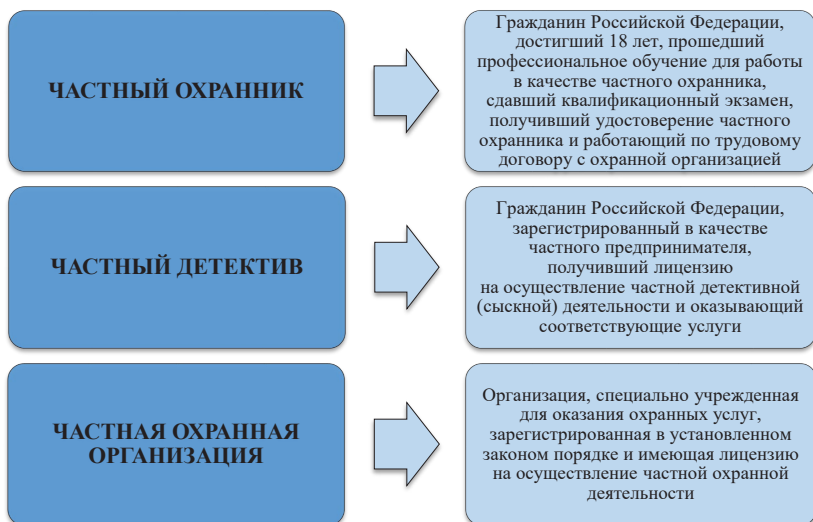 ЧАСТНЫЙ ОХРАННИК
Гражданин Российской Федерации,
достигший 18 лет, прошедший
профессиональное обучение для работы
в качестве частного охранника,
сдавший квалификационный экзамен,
получивший удостоверение частного
охранника и работающий по трудовому
договору с охранной организацией
ЧАСТНЫЙ ДЕТЕКТИВ
Гражданин Российской Федерации,
зарегистрированный в качестве
частного предпринимателя,
получивший лицензию
на осуществление частной детективной
(сыскной) деятельности и оказывающий
соответствующие услуги
ЧАСТНАЯ ОХРАННАЯ
ОРГАНИЗАЦИЯ
Организация, специально учрежденная
для оказания охранных услуг,
зарегистрированная в установленном
законом порядке и имеющая лицензию
на осуществление частной охранной
деятельности